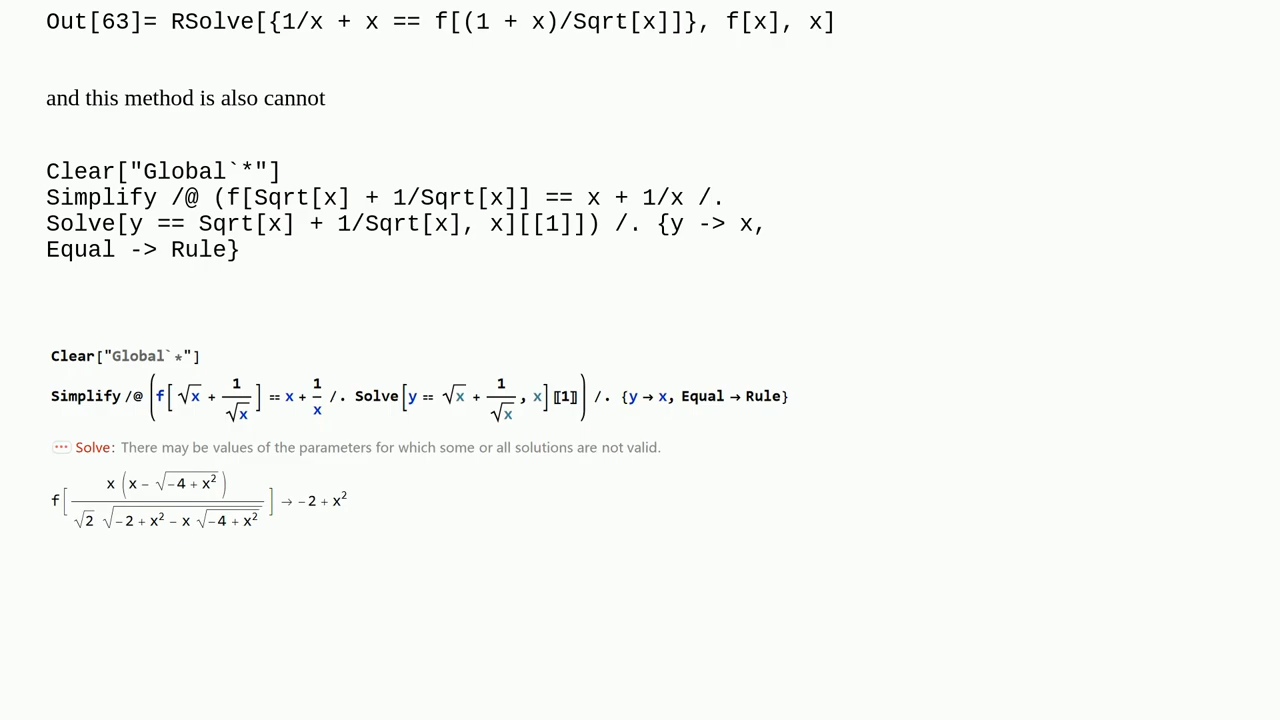 Out[63]= RSolve[{1/x + x == f[(1 + x)/Sqrt[x]]}, f[x], x]
and this method is also cannot
Clear["Global`*"]
Simplify /@ (f[Sqrt[x] + 1/Sqrt[x]] == x + 1/x /.
Solve[y == Sqrt[x] + 1/Sqrt[x], x][[1]]) /. {y -> x,
Equal -> Rule}
Clear["Global`*"]
Simplify /@ (f[√x + 1/√x] == x + 1/x /. Solve[y == √x + 1/√x, x]〚1〛) /. {y → x, Equal → Rule}
··· Solve: There may be values of the parameters for which some or all solutions are not valid.
f[x (x - √(-4 + x²)) / (√2 √(-2 + x² - x √(-4 + x²)))] → -2 + x²